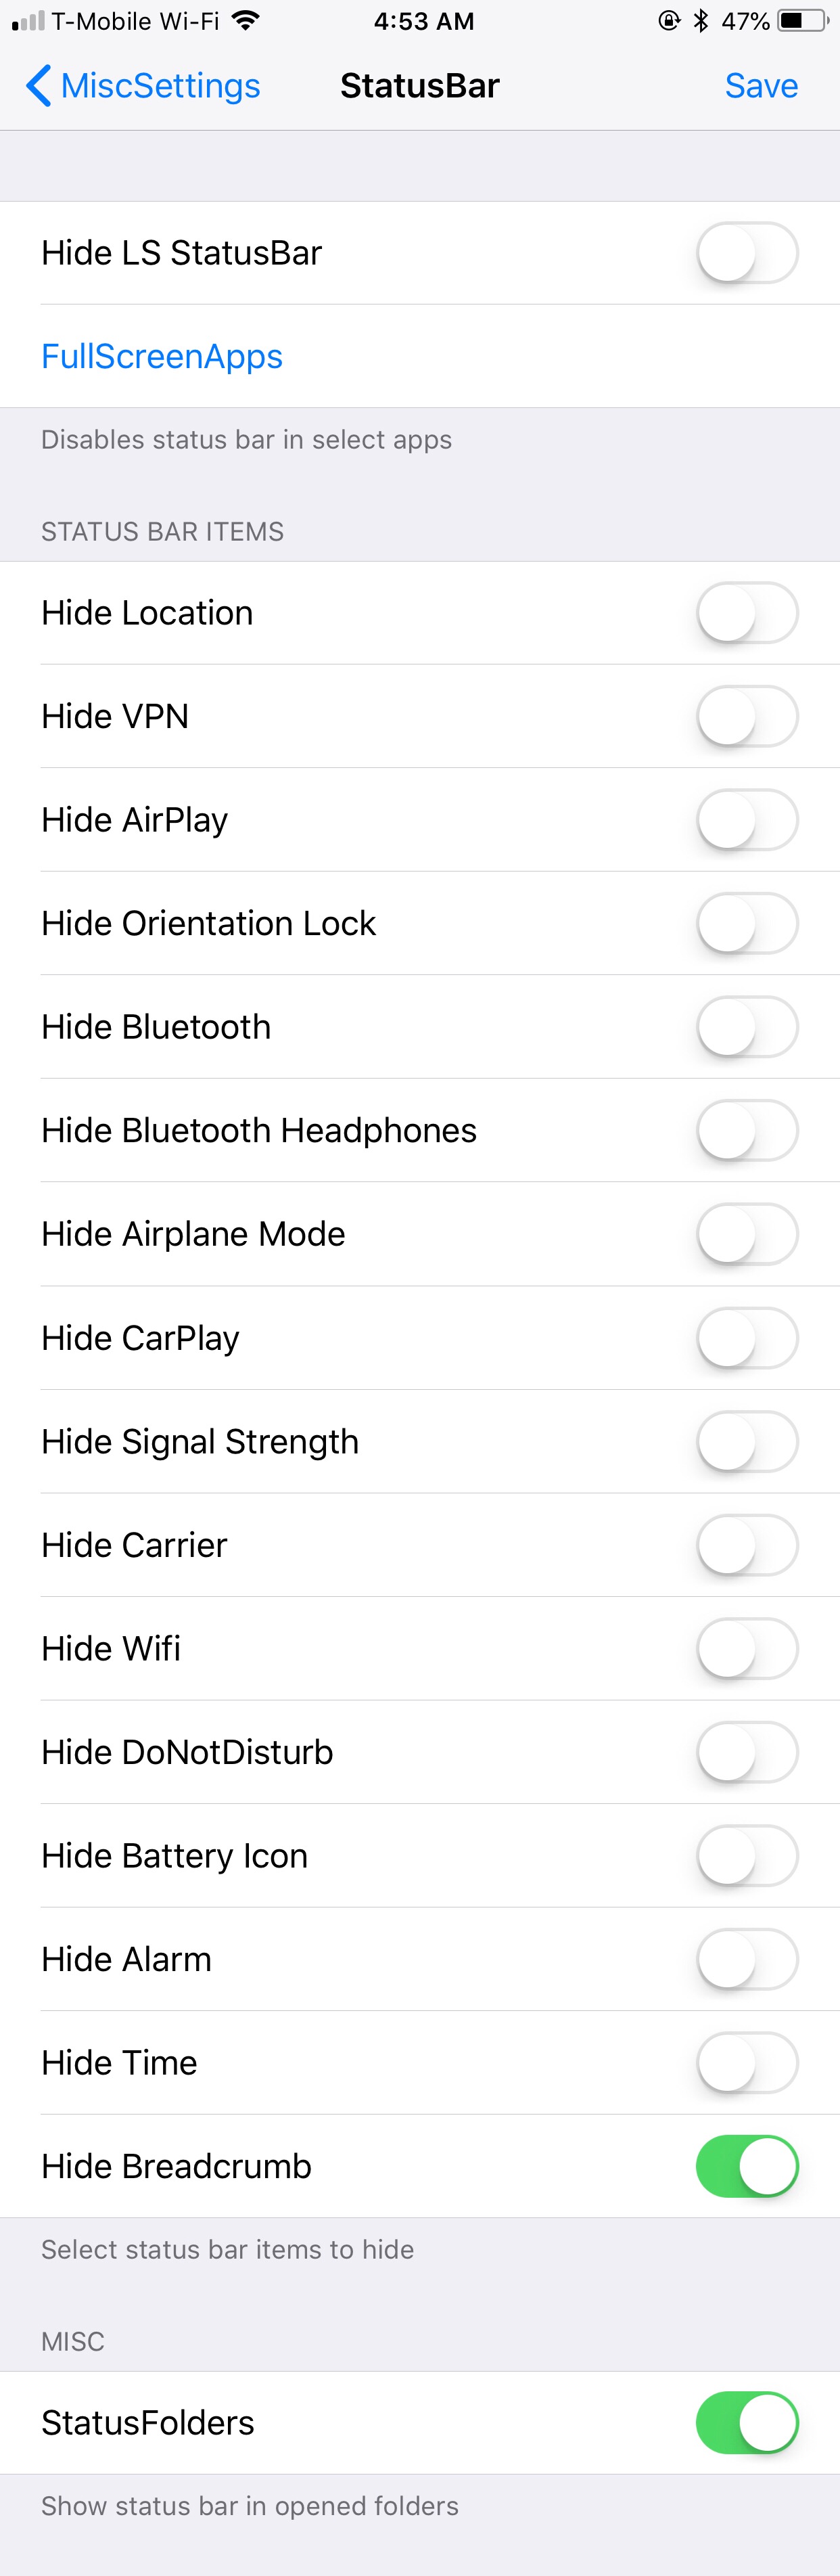 T-Mobile Wi-Fi 4:53 AM 47%
MiscSettings StatusBar Save
Hide LS StatusBar
FullScreenApps
Disables status bar in select apps
STATUS BAR ITEMS
Hide Location
Hide VPN
Hide AirPlay
Hide Orientation Lock
Hide Bluetooth
Hide Bluetooth Headphones
Hide Airplane Mode
Hide CarPlay
Hide Signal Strength
Hide Carrier
Hide Wifi
Hide DoNotDisturb
Hide Battery Icon
Hide Alarm
Hide Time
Hide Breadcrumb
Select status bar items to hide
MISC
StatusFolders
Show status bar in opened folders